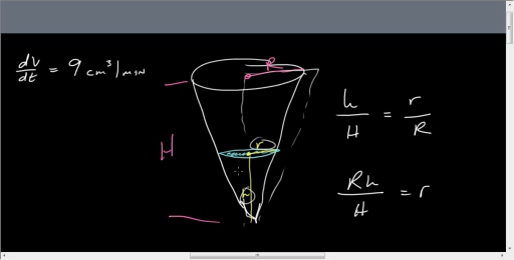 dV/dt = 9 cm³/min
R
H
r
h
h/H = r/R
Rh/H = r